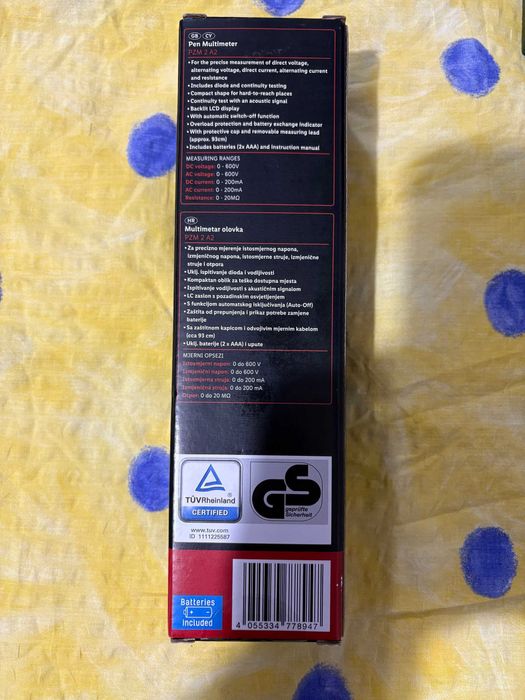 GB CY
Pen Multimeter
PZM 2 A2
• For the precise measurement of direct voltage,
alternating voltage, direct current, alternating current
and resistance
• Includes diode and continuity testing
• Compact shape for hard-to-reach places
• Continuity test with an acoustic signal
• Backlit LCD display
• With automatic switch-off function
• Overload protection and battery exchange indicator
• With protective cap and removable measuring lead
(approx. 93cm)
• Includes batteries (2x AAA) and instruction manual
MEASURING RANGES
DC voltage: 0 - 600V
AC voltage: 0 - 600V
DC current: 0 - 200mA
AC current: 0 - 200mA
Resistance: 0 - 20MΩ
HR
Multimetar olovka
PZM 2 A2
• Za precizno mjerenje istosmjernog napona,
izmjeničnog napona, istosmjerne struje, izmjenične
struje i otpora
• Uklj. ispitivanje dioda i vodljivosti
• Kompaktan oblik za teško dostupna mjesta
• Ispitivanje vodljivosti s akustičnim signalom
• LC zaslon s pozadinskim osvjetljenjem
• S funkcijom automatskog isključivanja (Auto-Off)
• Zaštita od prepunjenja i prikaz potrebe zamjene
baterije
• Sa zaštitnom kapicom i odvojivim mjernim kabelom
(cca 93 cm)
• Uklj. baterije (2 x AAA) i upute
MJERNI OPSEZI
Istosmjerni napon: 0 do 600 V
Izmjenični napon: 0 do 600 V
Istosmjerna struja: 0 do 200 mA
Izmjenična struja: 0 do 200 mA
Otpor: 0 do 20 MΩ
TÜVRheinland ®
CERTIFIED
www.tuv.com
ID 1111225587
GS
geprüfte
Sicherheit
Batteries
+ -
Included
4 055334 778947